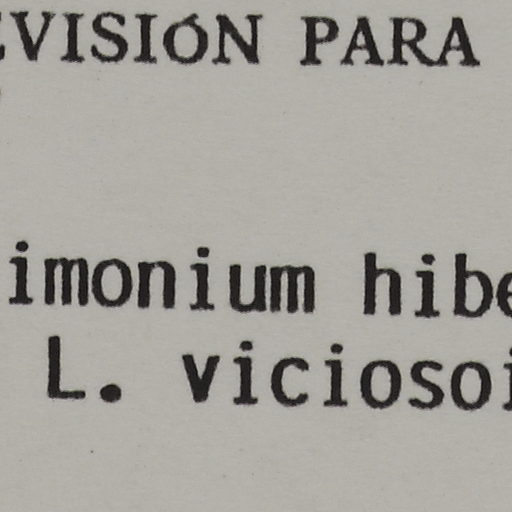 EVISIÓN PARA
imonium hibe
L. viciosoi